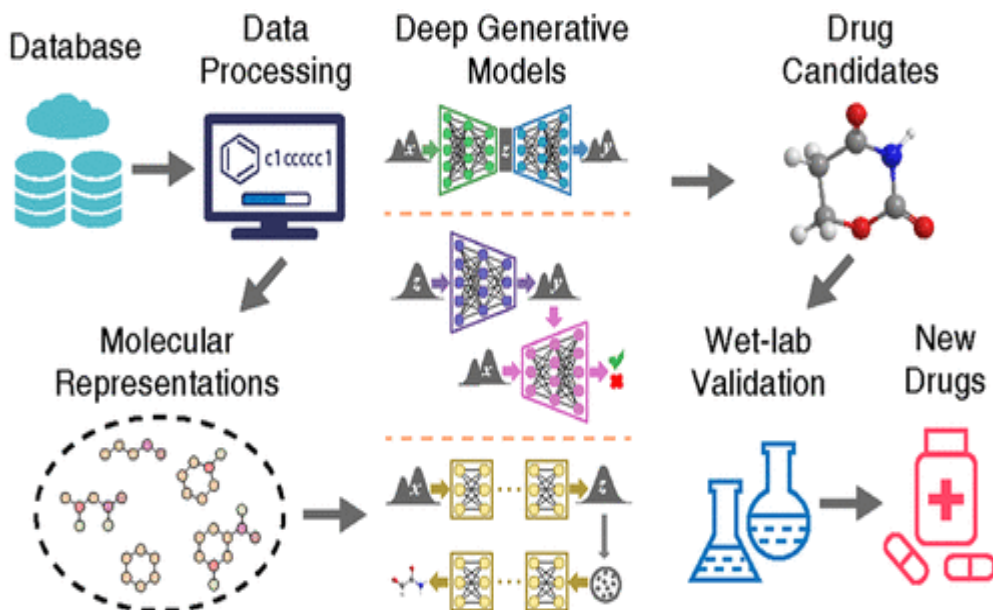 Database
Data
Processing
Deep Generative
Models
Drug
Candidates
c1ccccc1
x
z
y
z
y
x
Molecular
Representations
Wet-lab
Validation
New
Drugs
x
z